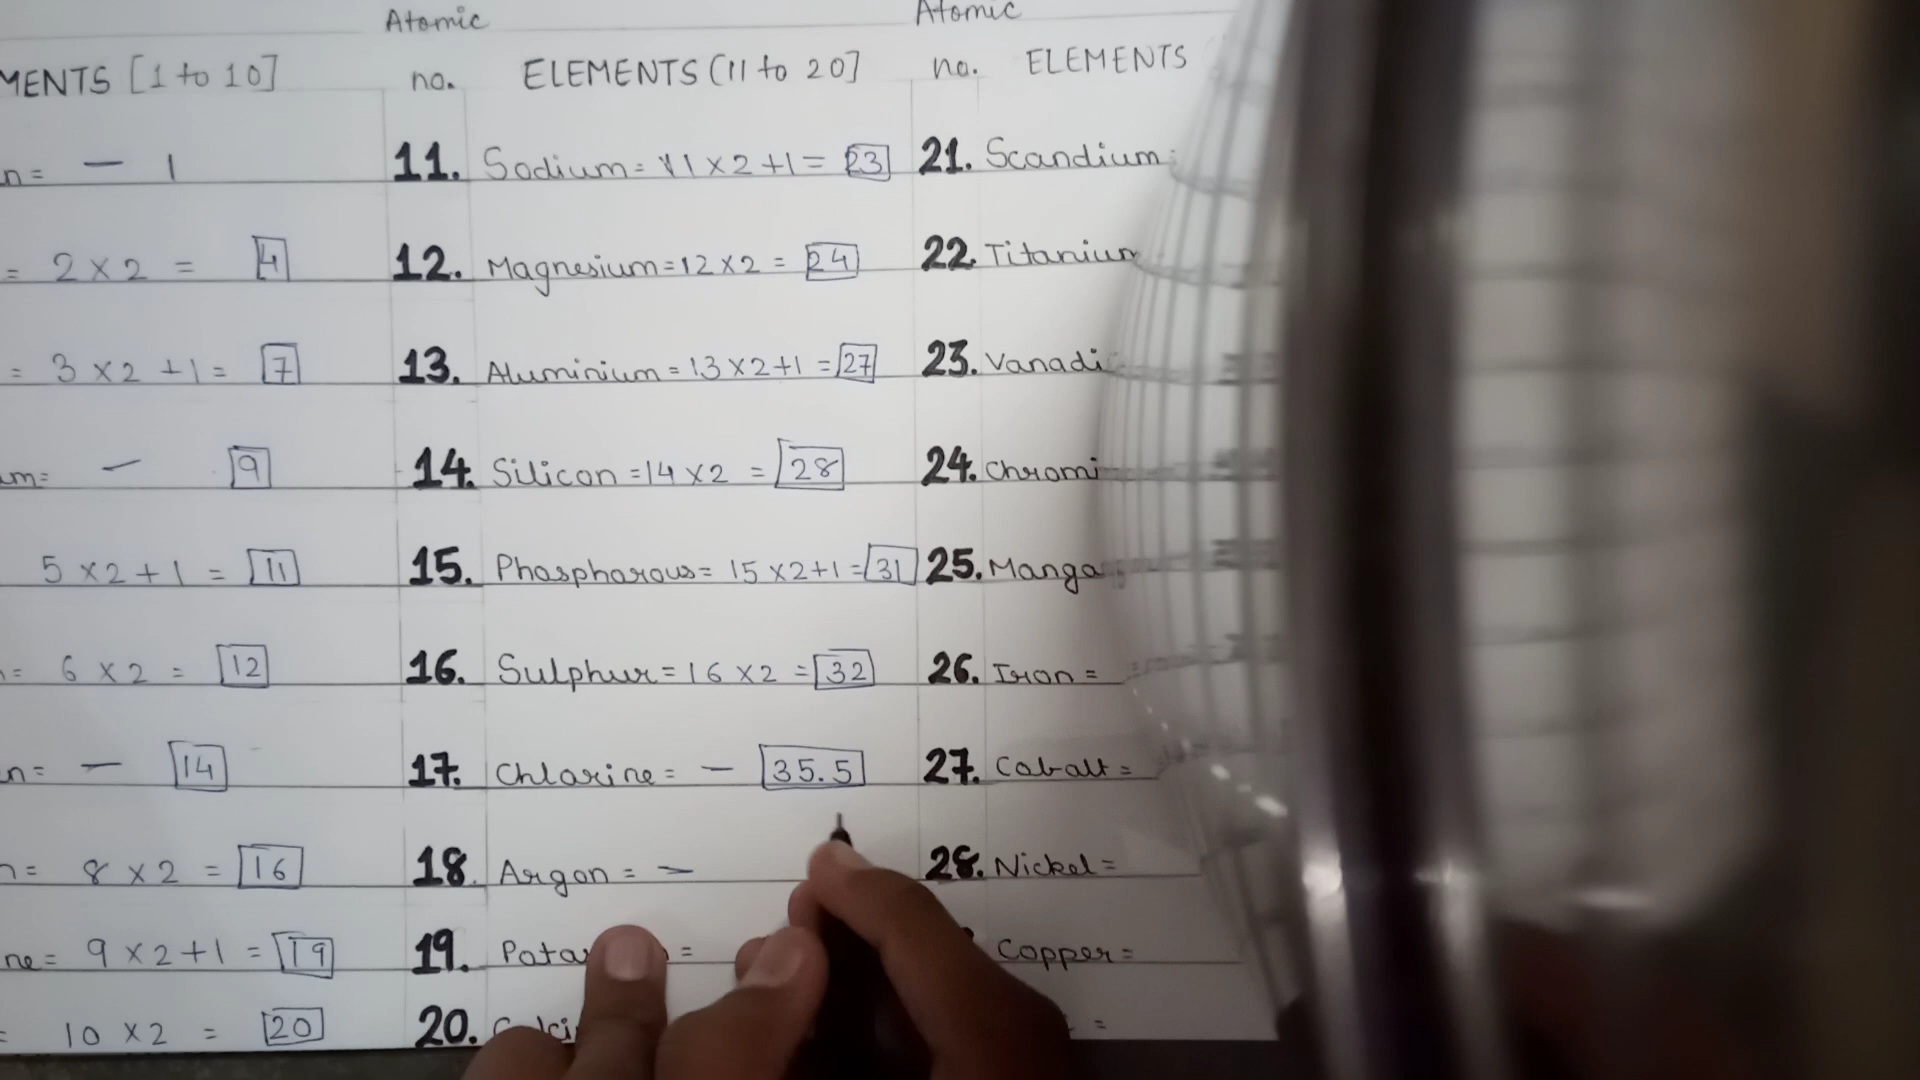 Atomic Atomic
MENTS [1 to 10] no. ELEMENTS (11 to 20] no. ELEMENTS
n = — 1 11. Sodium = 11 x 2 + 1 = 23 21. Scandium
= 2 x 2 = 4 12. Magnesium = 12 x 2 = 24 22. Titanium
= 3 x 2 + 1 = 7 13. Aluminium = 13 x 2 + 1 = 27 23. Vanadi
m = — 9 14. Silicon = 14 x 2 = 28 24. Chromi
5 x 2 + 1 = 11 15. Phosphorous = 15 x 2 + 1 = 31 25. Manga
= 6 x 2 = 12 16. Sulphur = 16 x 2 = 32 26. Iron =
n = — 14 17. Chlorine = — 35.5 27. Cobalt =
n = 8 x 2 = 16 18. Argon = — 28. Nickel =
ne = 9 x 2 + 1 = 19 19. Pota = Copper =
= 10 x 2 = 20 20. Calci =